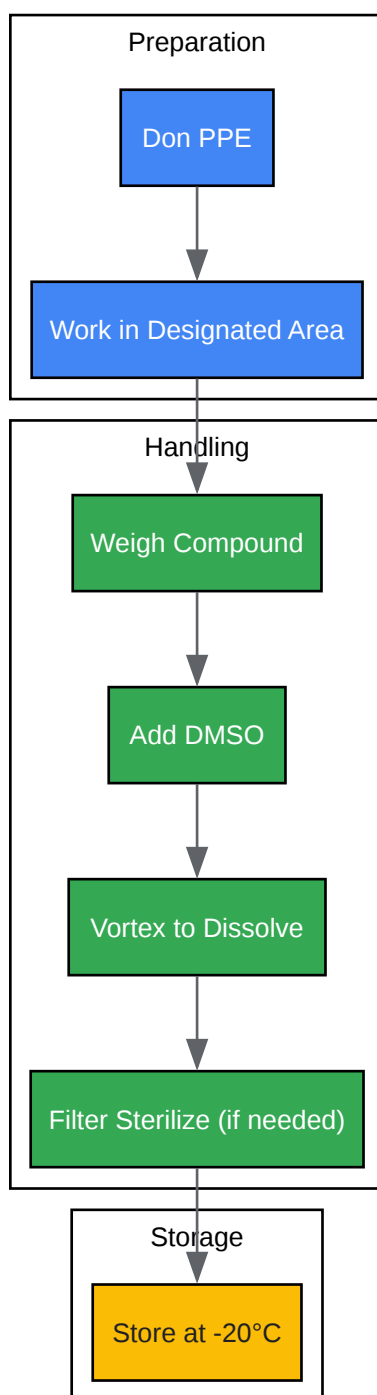 Preparation
Don PPE
Work in Designated Area
Handling
Weigh Compound
Add DMSO
Vortex to Dissolve
Filter Sterilize (if needed)
Storage
Store at -20°C